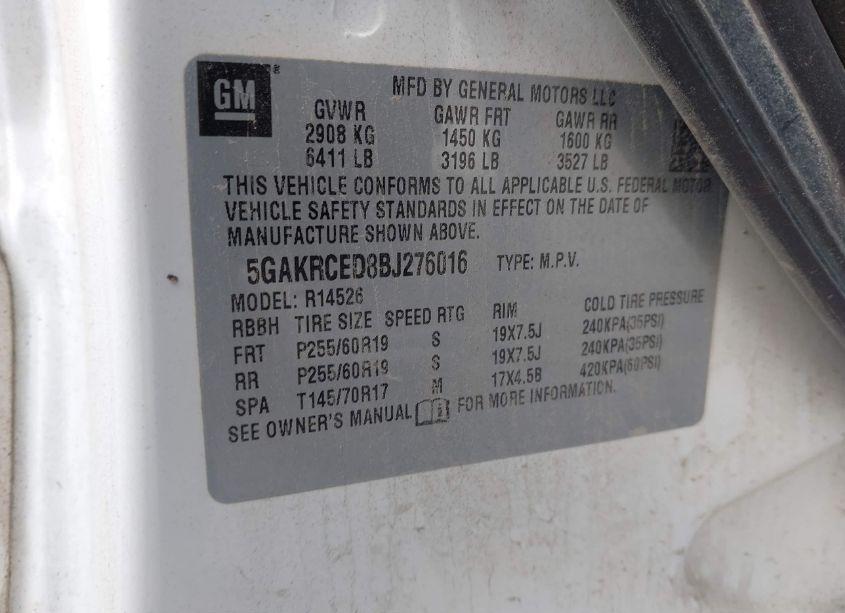 GM ®
MFD BY GENERAL MOTORS LLC
GVWR GAWR FRT GAWR RR
2908 KG 1450 KG 1600 KG
6411 LB 3196 LB 3527 LB
THIS VEHICLE CONFORMS TO ALL APPLICABLE U.S. FEDERAL MOTOR
VEHICLE SAFETY STANDARDS IN EFFECT ON THE DATE OF
MANUFACTURE SHOWN ABOVE.
5GAKRCED8BJ276016 TYPE: M.P.V.
MODEL: R14526
RBBH TIRE SIZE SPEED RTG RIM COLD TIRE PRESSURE
FRT P255/60R19 S 19X7.5J 240KPA(35PSI)
RR P255/60R19 S 19X7.5J 240KPA(35PSI)
SPA T145/70R17 M 17X4.5B 420KPA(60PSI)
SEE OWNER'S MANUAL FOR MORE INFORMATION.